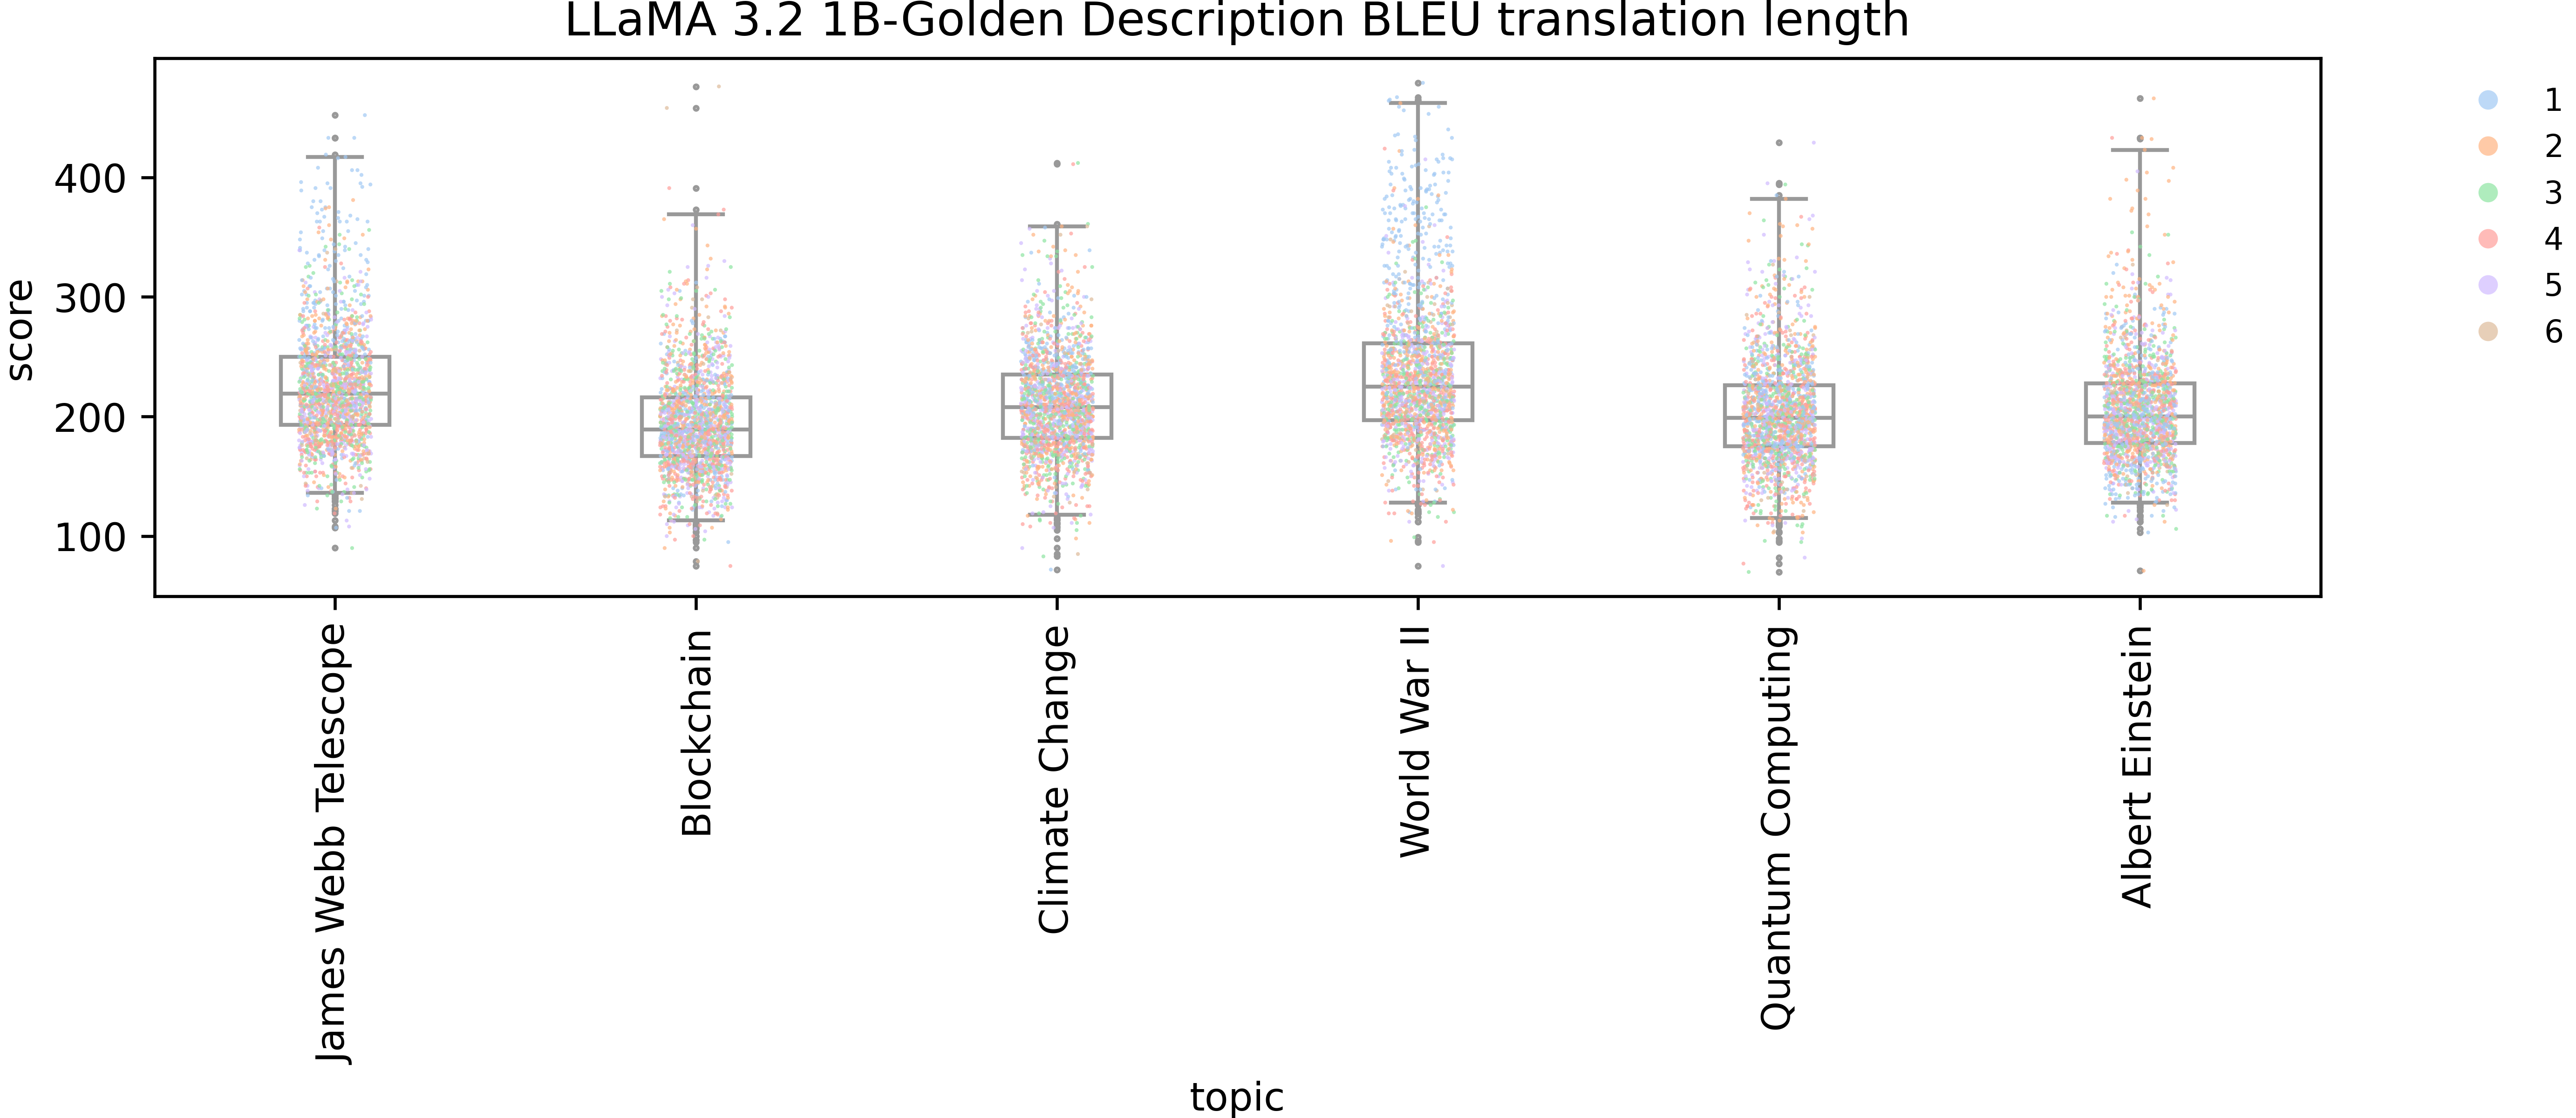 LLaMA 3.2 1B-Golden Description BLEU translation length
score
400
300
200
100
James Webb Telescope
Blockchain
Climate Change
World War II
Quantum Computing
Albert Einstein
topic
1
2
3
4
5
6